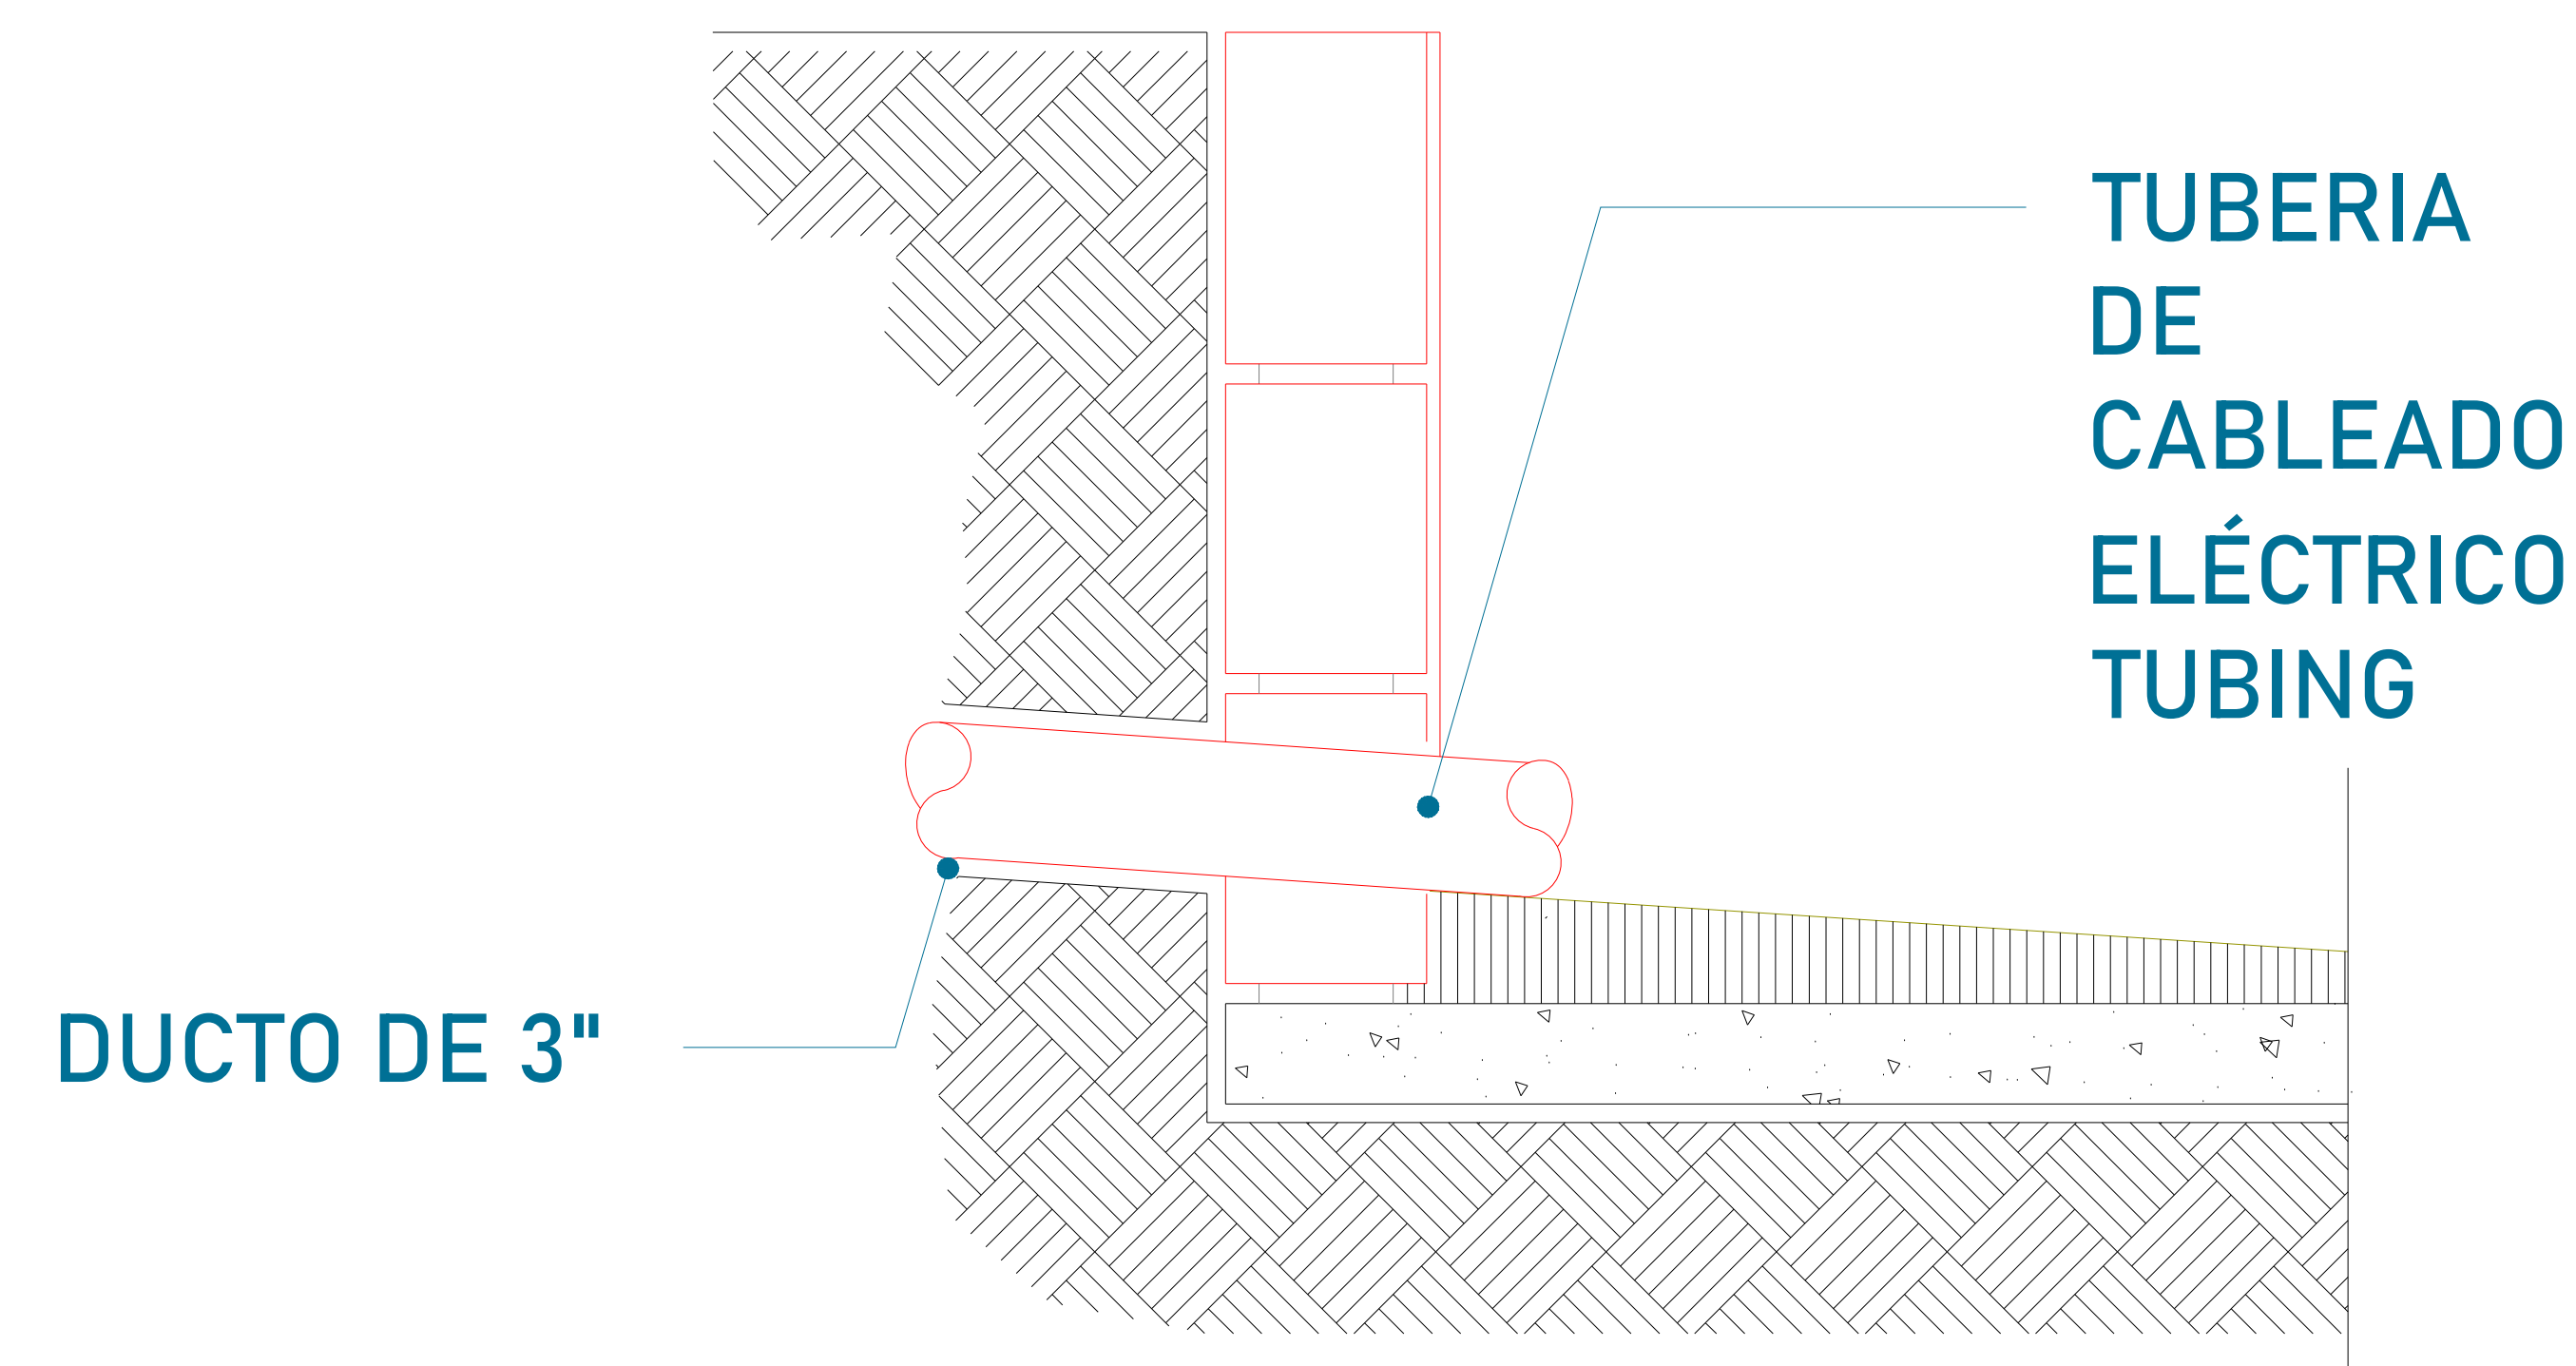 TUBERIA
DE
CABLEADO
ELÉCTRICO
TUBING
DUCTO DE 3"